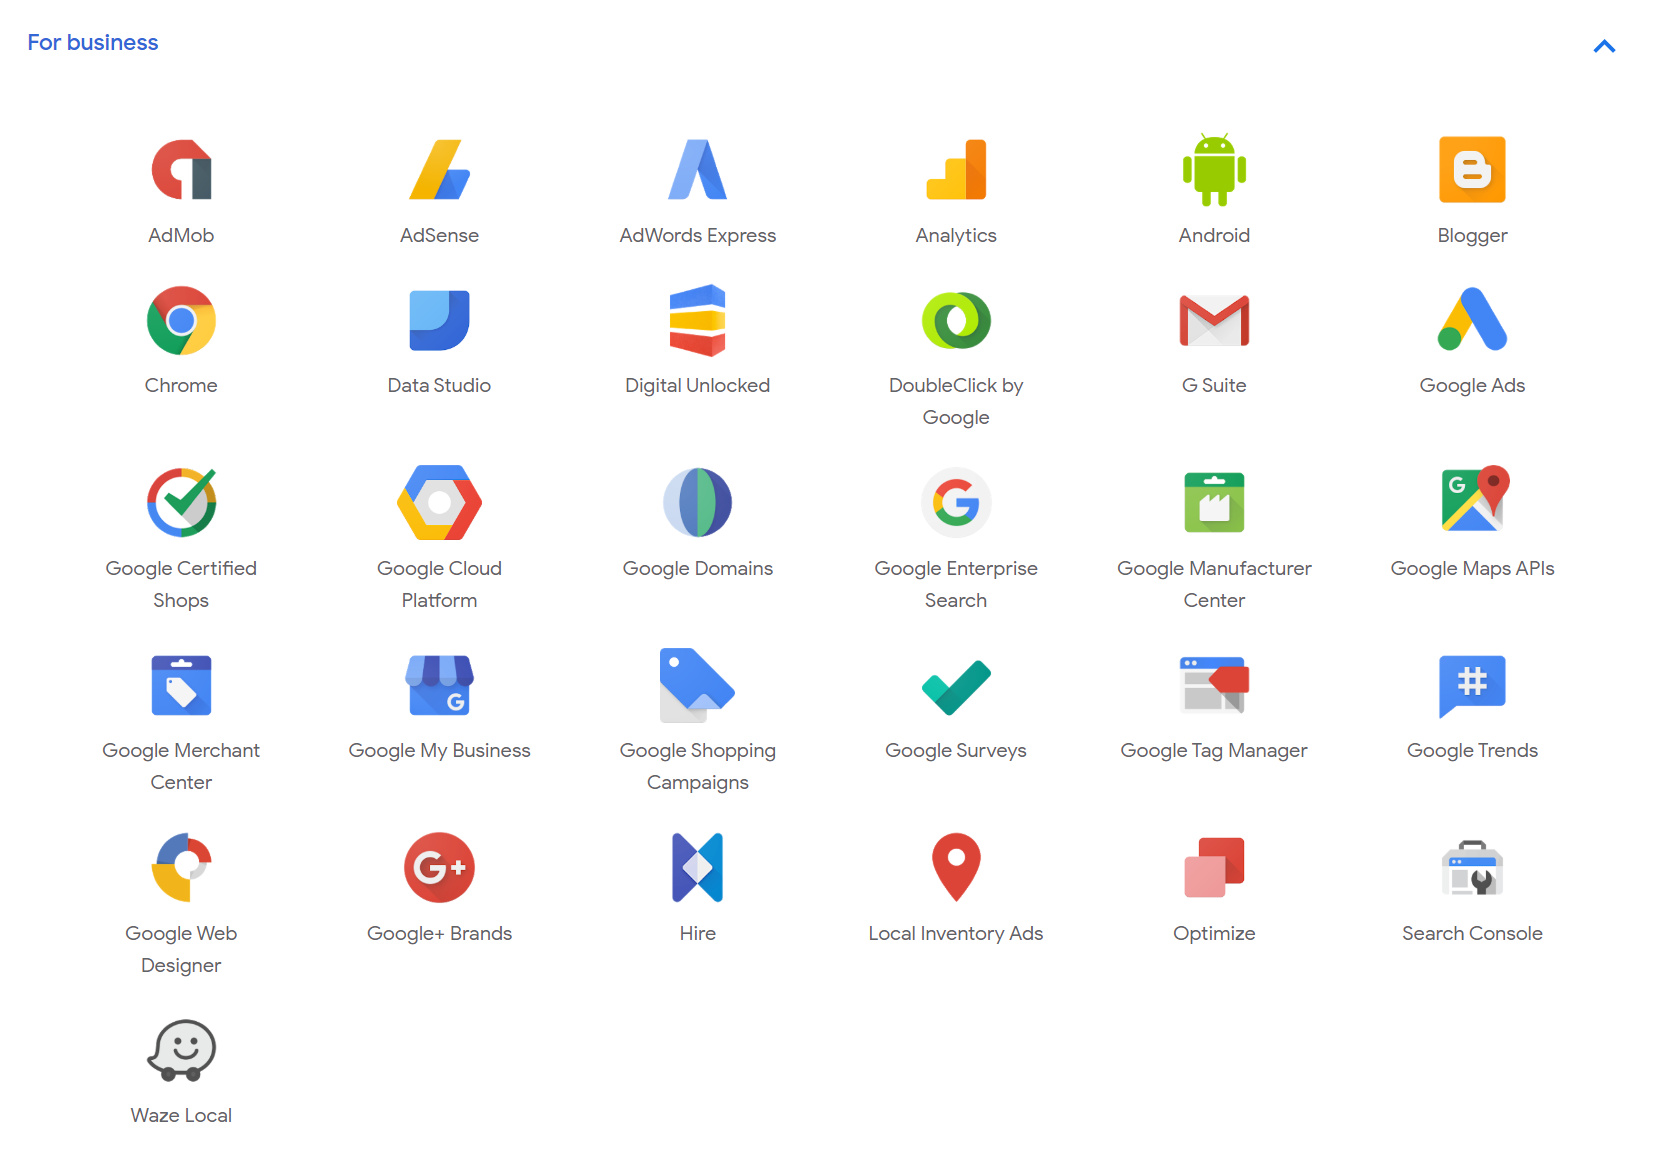 For business
AdMob
AdSense
AdWords Express
Analytics
Android
Blogger
Chrome
Data Studio
Digital Unlocked
DoubleClick by
Google
G Suite
Google Ads
Google Certified
Shops
Google Cloud
Platform
Google Domains
Google Enterprise
Search
Google Manufacturer
Center
Google Maps APIs
Google Merchant
Center
Google My Business
Google Shopping
Campaigns
Google Surveys
Google Tag Manager
Google Trends
Google Web
Designer
Google+ Brands
Hire
Local Inventory Ads
Optimize
Search Console
Waze Local